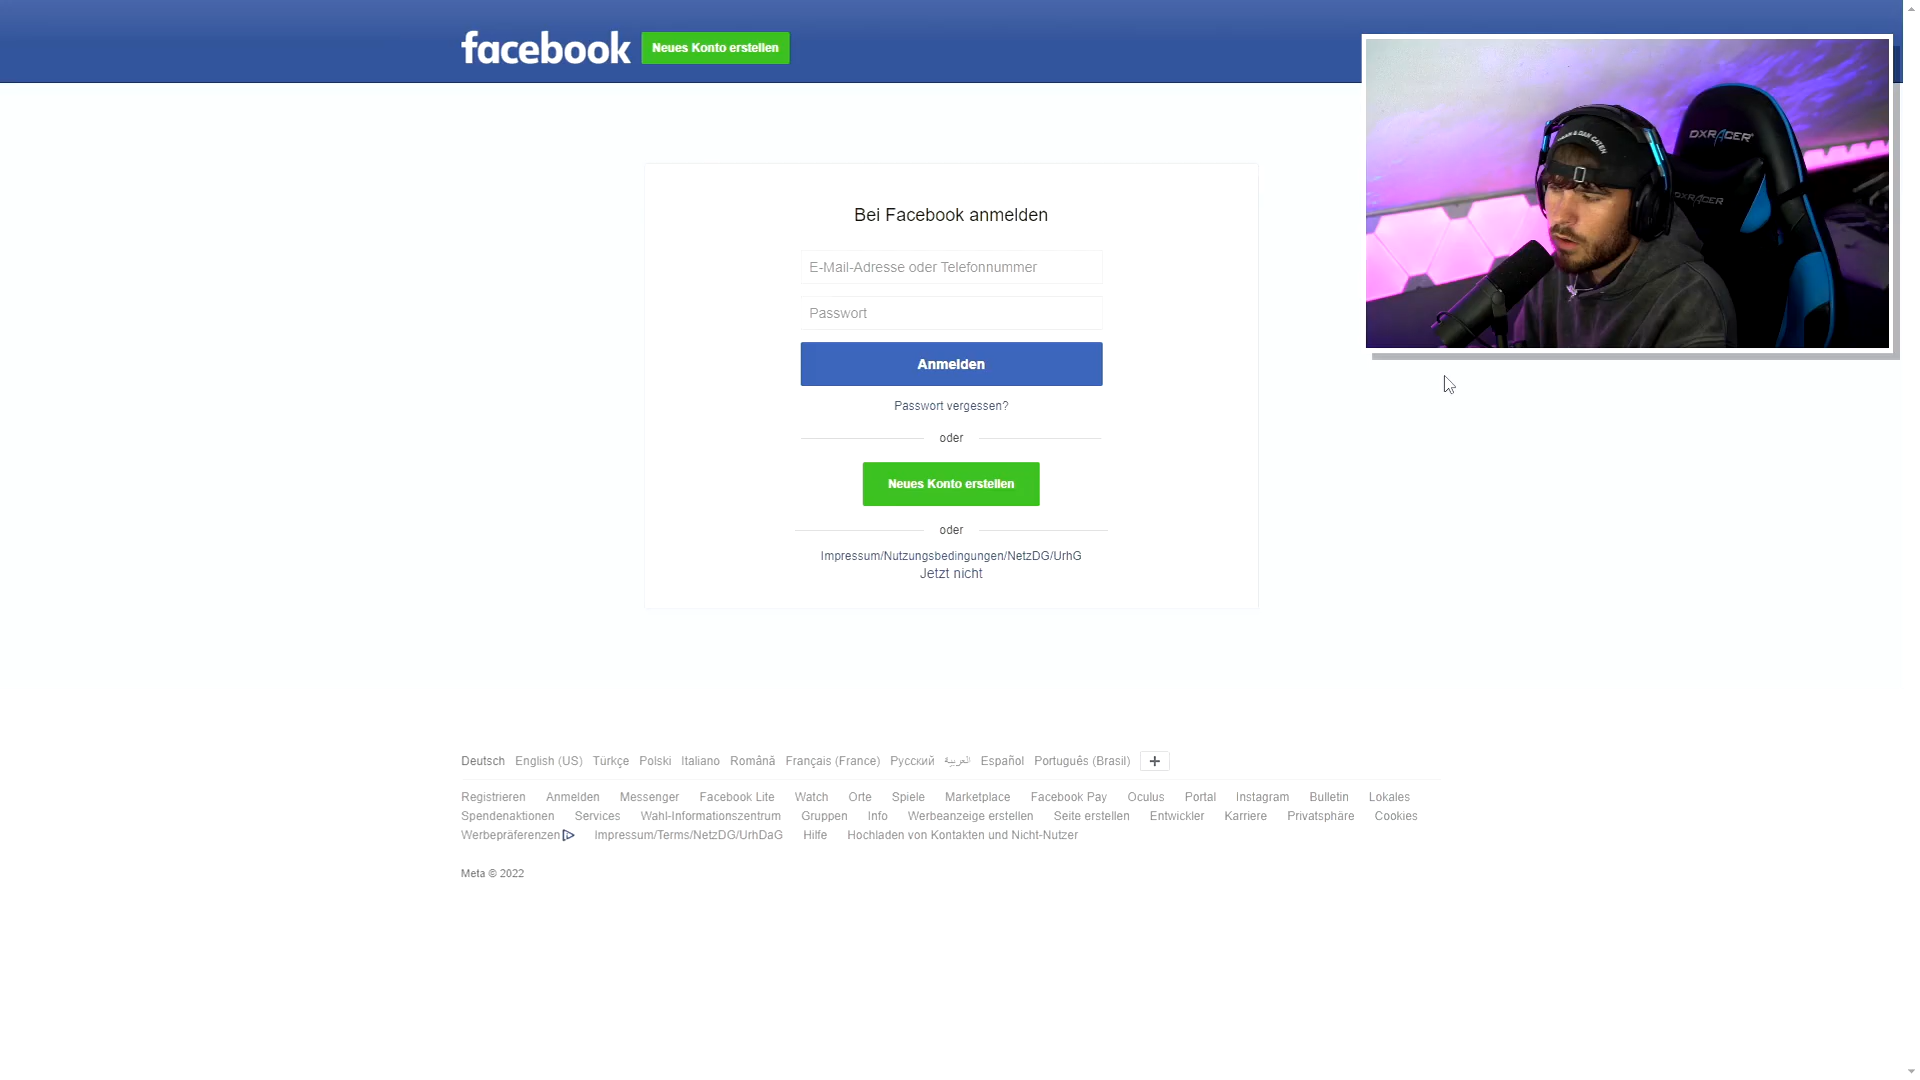 facebook
Neues Konto erstellen
DXRACER
DXRACER
Bei Facebook anmelden
E-Mail-Adresse oder Telefonnummer
Passwort
Anmelden
Passwort vergessen?
oder
Neues Konto erstellen
oder
Impressum/Nutzungsbedingungen/NetzDG/UrhG
Jetzt nicht
Deutsch English (US) Türkçe Polski Italiano Română Français (France) Русский العربية Español Português (Brasil) +
Registrieren Anmelden Messenger Facebook Lite Watch Orte Spiele Marketplace Facebook Pay Oculus Portal Instagram Bulletin Lokales
Spendenaktionen Services Wahl-Informationszentrum Gruppen Info Werbeanzeige erstellen Seite erstellen Entwickler Karriere Privatsphäre Cookies
Werbepräferenzen Impressum/Terms/NetzDG/UrhDaG Hilfe Hochladen von Kontakten und Nicht-Nutzer
Meta © 2022